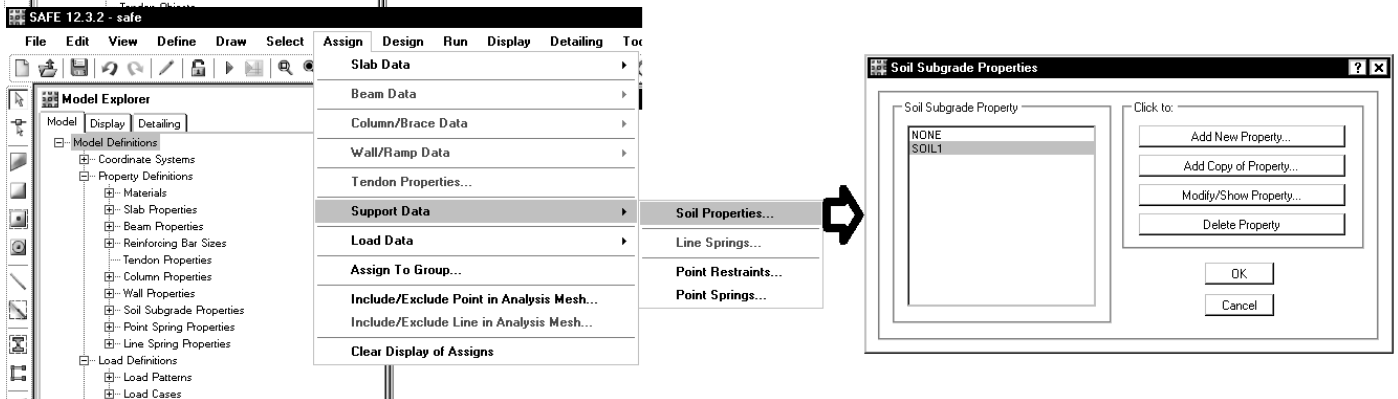 Tendon Objects
SAFE 12.3.2 - safe
File Edit View Define Draw Select Assign Design Run Display Detailing
Model Explorer
Model Display Detailing
Model Definitions
Coordinate Systems
Property Definitions
Materials
Slab Properties
Beam Properties
Reinforcing Bar Sizes
Tendon Properties
Column Properties
Wall Properties
Soil Subgrade Properties
Point Spring Properties
Line Spring Properties
Load Definitions
Load Patterns
Load Cases
Slab Data
Beam Data
Column/Brace Data
Wall/Ramp Data
Tendon Properties...
Support Data
Load Data
Assign To Group...
Include/Exclude Point in Analysis Mesh...
Include/Exclude Line in Analysis Mesh...
Clear Display of Assigns
Soil Properties...
Line Springs...
Point Restraints...
Point Springs...
Soil Subgrade Properties
Soil Subgrade Property
NONE
SOIL1
Click to:
Add New Property...
Add Copy of Property...
Modify/Show Property...
Delete Property
OK
Cancel